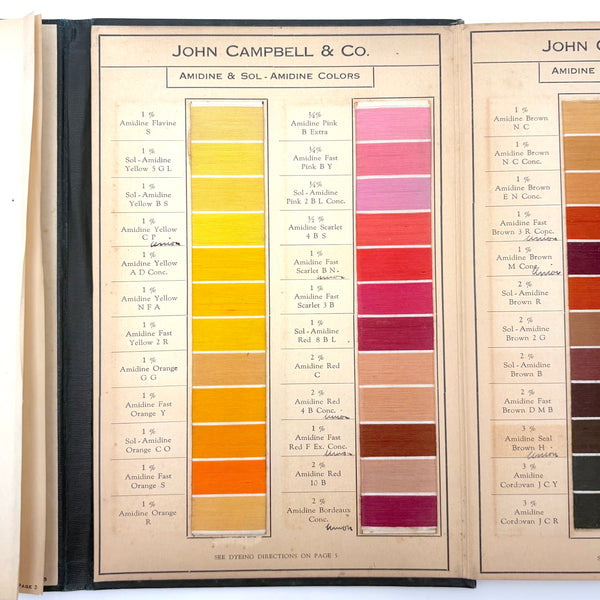 JOHN CAMPBELL & CO.
AMIDINE & SOL-AMIDINE COLORS
1 %
Amidine Flavine
S
1 %
Sol-Amidine
Yellow 5 G L
1 %
Sol-Amidine
Yellow B S
1 %
Amidine Yellow
C P
Union
1 %
Amidine Yellow
A D Conc.
1 %
Amidine Yellow
N F A
1 %
Amidine Fast
Yellow 2 R
1 %
Amidine Orange
G G
1 %
Amidine Fast
Orange Y
1 %
Sol-Amidine
Orange C O
1 %
Amidine Fast
Orange S
1 %
Amidine Orange
R
¼%
Amidine Pink
B Extra
¼%
Amidine Fast
Pink B Y
¼%
Sol-Amidine
Pink 2 B L Conc.
½ %
Amidine Scarlet
4 B S
1 %
Amidine Fast
Scarlet B N
Union
1 %
Amidine Fast
Scarlet 3 B
1 %
Sol-Amidine
Red 8 B L
2 %
Amidine Red
C
2 %
Amidine Red
4 B Conc.
Union
1 %
Amidine Fast
Red F Ex. Conc.
Union
2 %
Amidine Red
10 B
2 %
Amidine Bordeaux
Conc.
Union
SEE DYEING DIRECTIONS ON PAGE 5
JOHN C
AMIDINE
1 %
Amidine Brown
N C
1 %
Amidine Brown
N C Conc.
1 %
Amidine Brown
E N Conc.
1 %
Amidine Fast
Brown 3 R Conc.
Union
1 %
Amidine Brown
M Conc.
Union
2 %
Sol-Amidine
Brown R
2 %
Sol-Amidine
Brown 2 G
2 %
Sol-Amidine
Brown B
2 %
Amidine Fast
Brown D M B
3 %
Amidine Seal
Brown H
Union
3 %
Amidine
Cordovan J C Y
3 %
Amidine
Cordovan J C R